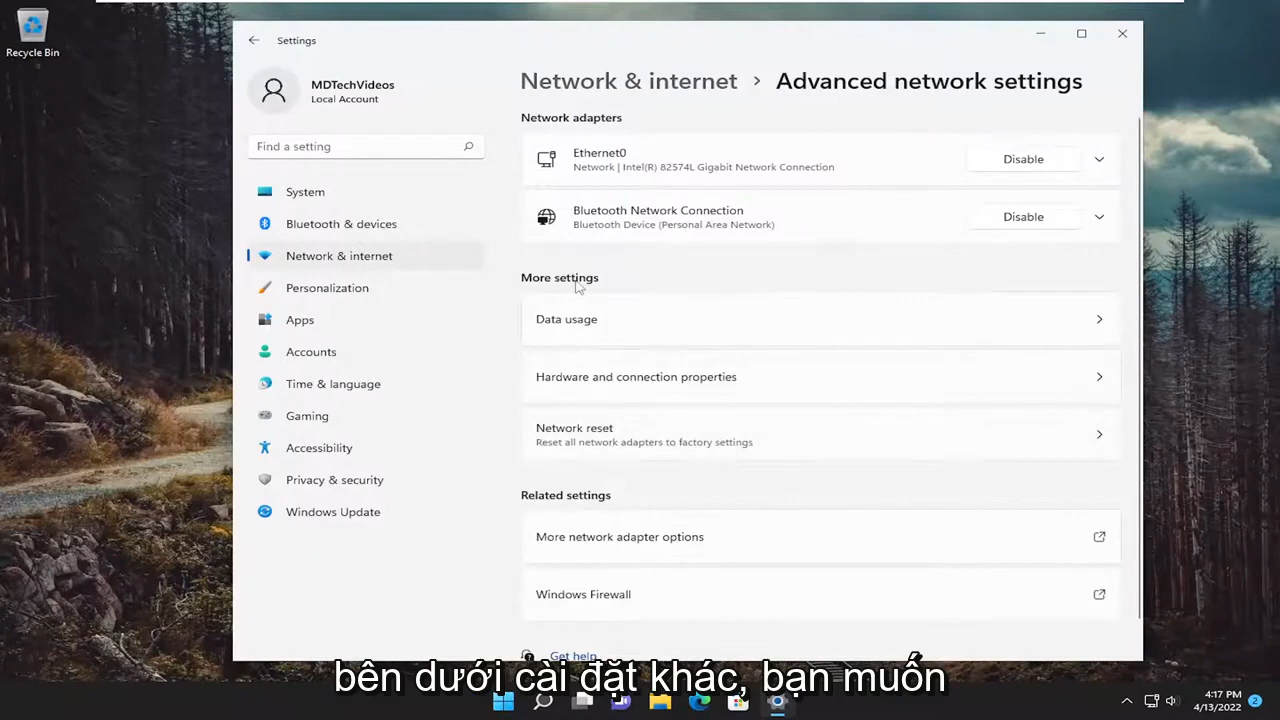 Recycle Bin
Settings
MDTechVideos
Local Account
Find a setting
System
Bluetooth & devices
Network & internet
Personalization
Apps
Accounts
Time & language
Gaming
Accessibility
Privacy & security
Windows Update
Network & internet > Advanced network settings
Network adapters
Ethernet0
Network | Intel(R) 82574L Gigabit Network Connection
Disable
Bluetooth Network Connection
Bluetooth Device (Personal Area Network)
Disable
More settings
Data usage
Hardware and connection properties
Network reset
Reset all network adapters to factory settings
Related settings
More network adapter options
Windows Firewall
Get help
bên dưới cài đặt khác, bạn muốn
4:17 PM
4/13/2022
2